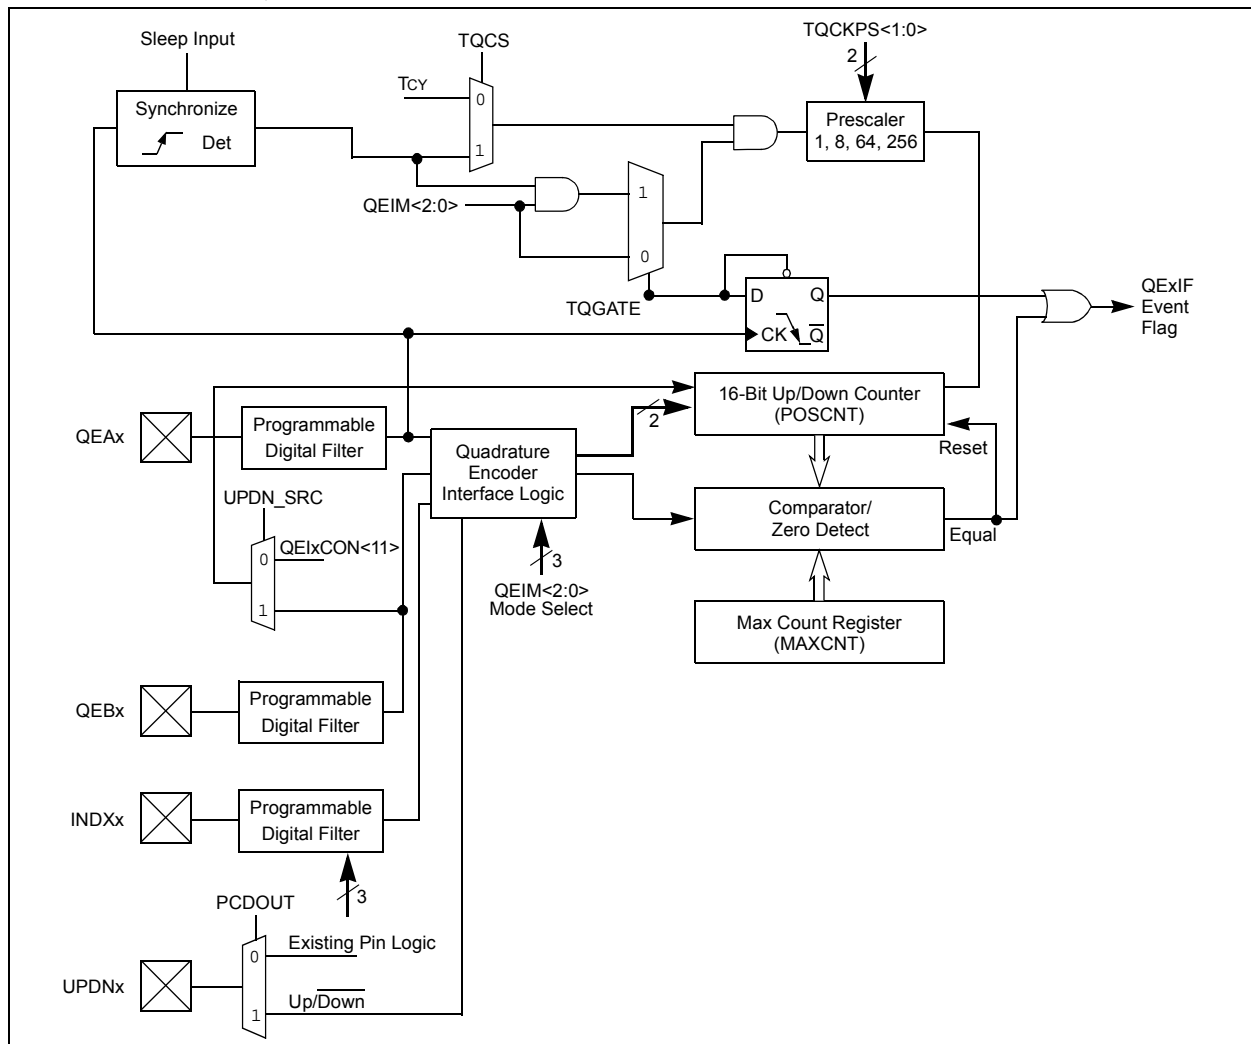 Sleep Input
TQCS
TQCKPS<1:0>
2
TCY
0
1
Synchronize
Det
Prescaler
1, 8, 64, 256
QEIM<2:0>
1
0
TQGATE
D
Q
CK
Q
QExIF
Event
Flag
16-Bit Up/Down Counter
(POSCNT)
2
Reset
QEAx
Programmable
Digital Filter
Quadrature
Encoder
Interface Logic
Comparator/
Zero Detect
Equal
UPDN_SRC
QEIxCON<11>
0
1
3
QEIM<2:0>
Mode Select
Max Count Register
(MAXCNT)
QEBx
Programmable
Digital Filter
INDXx
Programmable
Digital Filter
3
PCDOUT
Existing Pin Logic
0
UPDNx
Up/Down
1